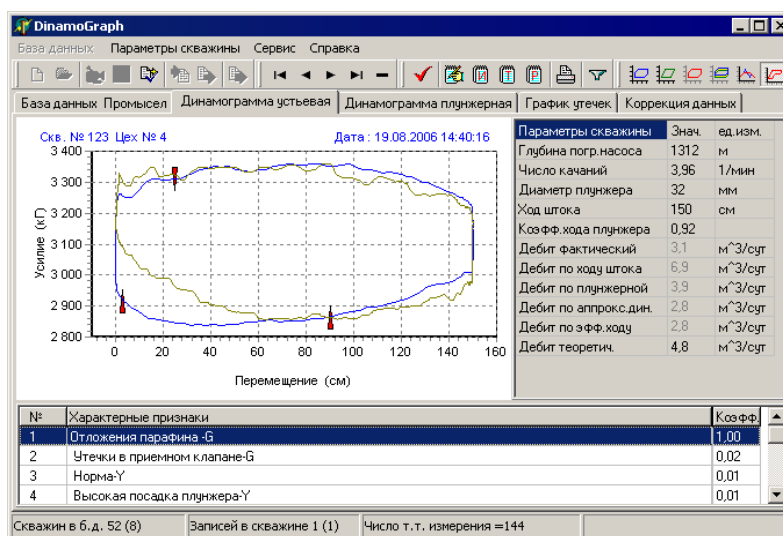 DinamoGraph
База данных Параметры скважины Сервис Справка
База данных Промысел Динамограмма устьевая Динамограмма плунжерная График утечек Коррекция данных
Скв. № 123 Цех № 4 Дата : 19.08.2006 14:40:16
3 400
3 300
3 200
3 100
3 000
2 900
2 800
Усилие (кГ)
0 20 40 60 80 100 120 140 160
Перемещение (см)
Параметры скважины Знач. ед.изм.
Глубина погр.насоса 1312 м
Число качаний 3,96 1/мин
Диаметр плунжера 32 мм
Ход штока 150 см
Коэфф.хода плунжера 0,92
Дебит фактический 3,1 м^3/сут
Дебит по ходу штока 6,9 м^3/сут
Дебит по плунжерной 3,9 м^3/сут
Дебит по аппрокс.дин. 2,8 м^3/сут
Дебит по эфф.ходу 2,8 м^3/сут
Дебит теоретич. 4,8 м^3/сут
№ Характерные признаки Коэфф.
1 Отложения парафина -G 1,00
2 Утечки в приемном клапане-G 0,02
3 Норма-Y 0,01
4 Высокая посадка плунжера-Y 0,01
Скважин в б.д. 52 (8) Записей в скважине 1 (1) Число т.т. измерения =144